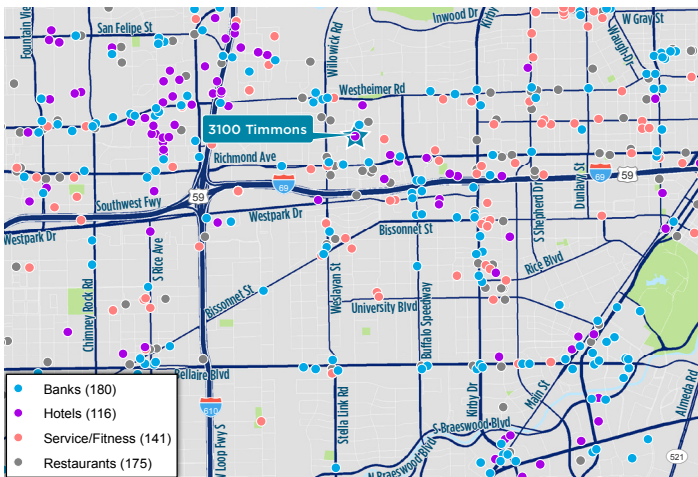 Inwood Dr
Kirby
W Gray St
San Felipe St
Fountain Vie
Willowick Rd
Waugh Dr
Westheimer Rd
3100 Timmons
Richmond Ave
69
59
69
59
Southwest Fwy
S Shepherd Dr
Dunlavy St
Westpark Dr
Westpark Dr
Bissonnet St
S Rice Ave
Rice Blvd
Chimney Rock Rd
Bissonnet St
Weslayan St
University Blvd
Buffalo Speedway
Bellaire Blvd
Kirby Dr
Main St
Almeda Rd
610
Stella Link Rd
S Braeswood Blvd
N Braeswood Blvd
W Loop Fwy S
521
Banks (180)
Hotels (116)
Service/Fitness (141)
Restaurants (175)